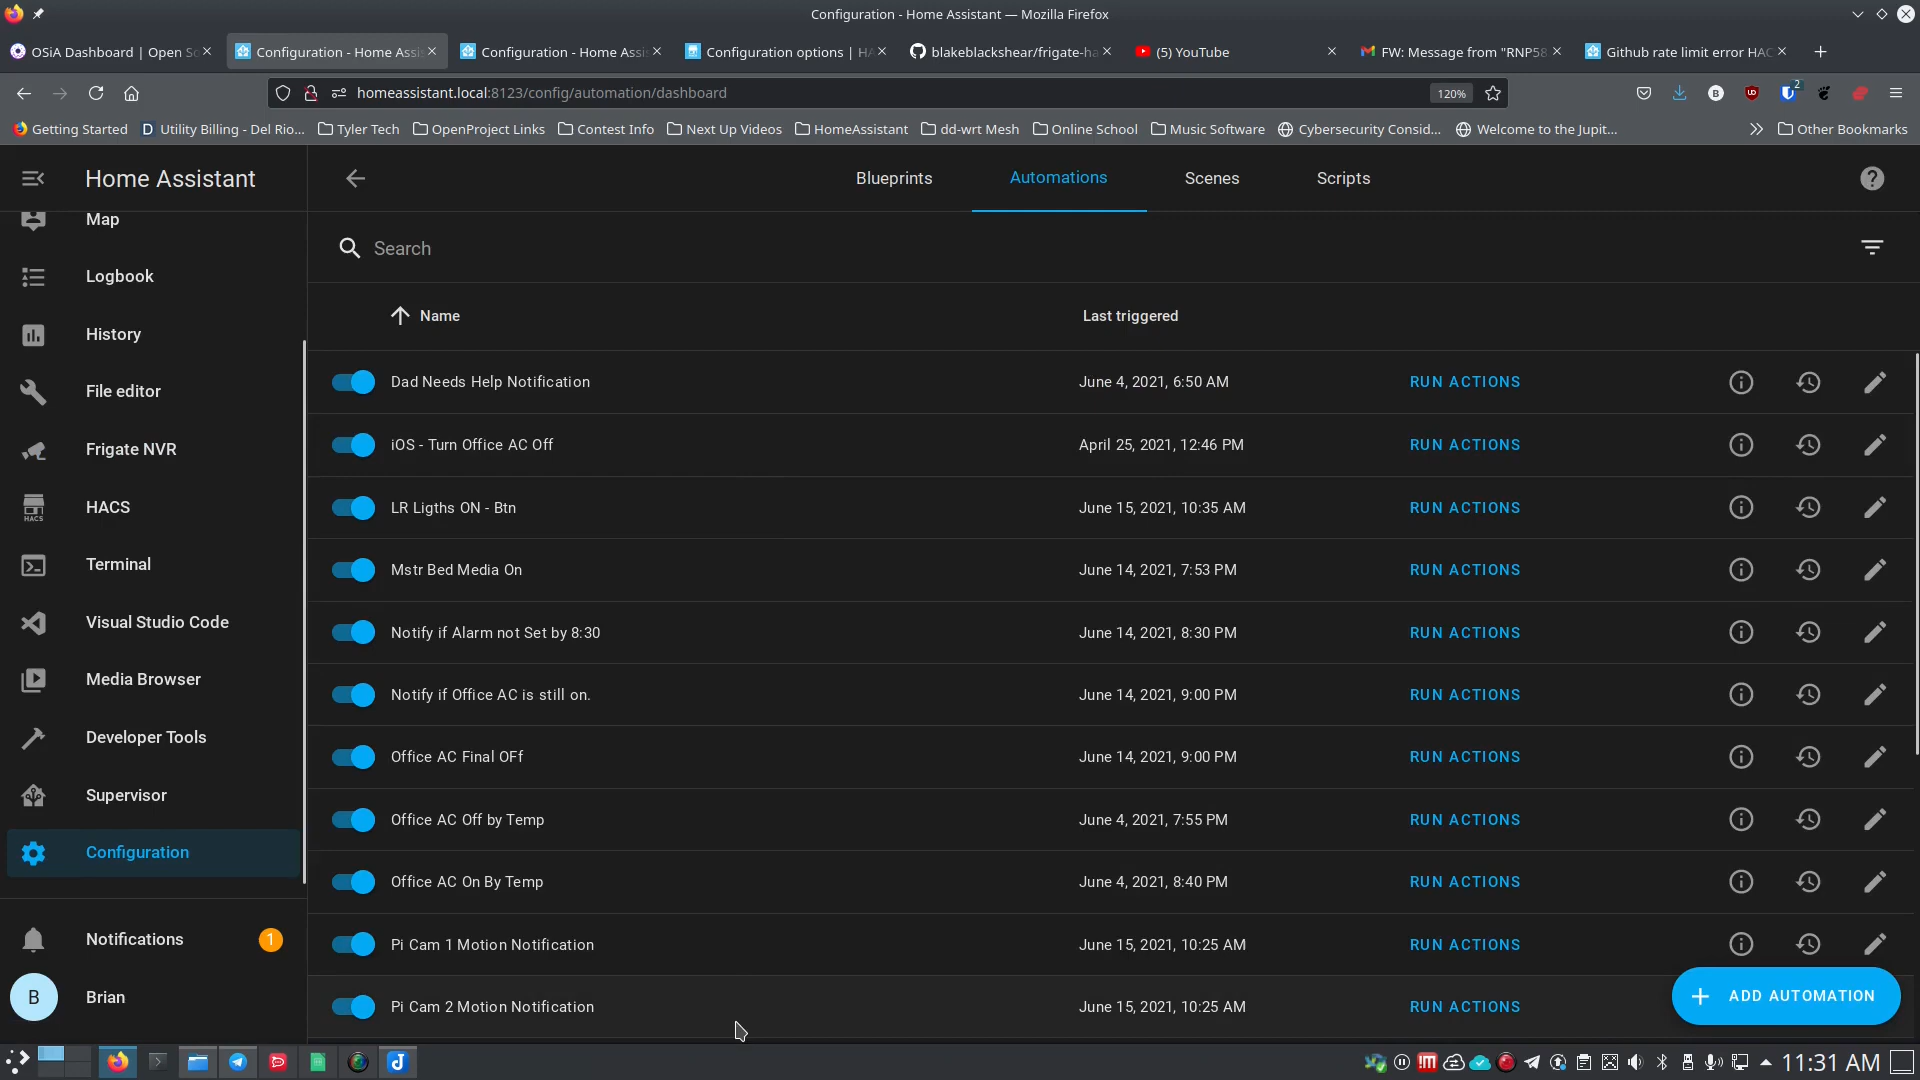 Configuration - Home Assistant — Mozilla Firefox
OSiA Dashboard | Open So
Configuration - Home Assis
Configuration - Home Assis
Configuration options | HA
blakeblackshear/frigate-ha
(5) YouTube
FW: Message from "RNP58
Github rate limit error HAC
homeassistant.local:8123/config/automation/dashboard
120%
2
Getting Started
Utility Billing - Del Rio...
Tyler Tech
OpenProject Links
Contest Info
Next Up Videos
HomeAssistant
dd-wrt Mesh
Online School
Music Software
Cybersecurity Consid...
Welcome to the Jupit...
Other Bookmarks
Home Assistant
Blueprints
Automations
Scenes
Scripts
Map
Logbook
History
File editor
Frigate NVR
HACS
HACS
Terminal
Visual Studio Code
Media Browser
Developer Tools
Supervisor
Configuration
Notifications
1
B
Brian
Search
Name
Last triggered
Dad Needs Help Notification June 4, 2021, 6:50 AM RUN ACTIONS
iOS - Turn Office AC Off April 25, 2021, 12:46 PM RUN ACTIONS
LR Ligths ON - Btn June 15, 2021, 10:35 AM RUN ACTIONS
Mstr Bed Media On June 14, 2021, 7:53 PM RUN ACTIONS
Notify if Alarm not Set by 8:30 June 14, 2021, 8:30 PM RUN ACTIONS
Notify if Office AC is still on. June 14, 2021, 9:00 PM RUN ACTIONS
Office AC Final OFf June 14, 2021, 9:00 PM RUN ACTIONS
Office AC Off by Temp June 4, 2021, 7:55 PM RUN ACTIONS
Office AC On By Temp June 4, 2021, 8:40 PM RUN ACTIONS
Pi Cam 1 Motion Notification June 15, 2021, 10:25 AM RUN ACTIONS
Pi Cam 2 Motion Notification June 15, 2021, 10:25 AM RUN ACTIONS
ADD AUTOMATION
11:31 AM